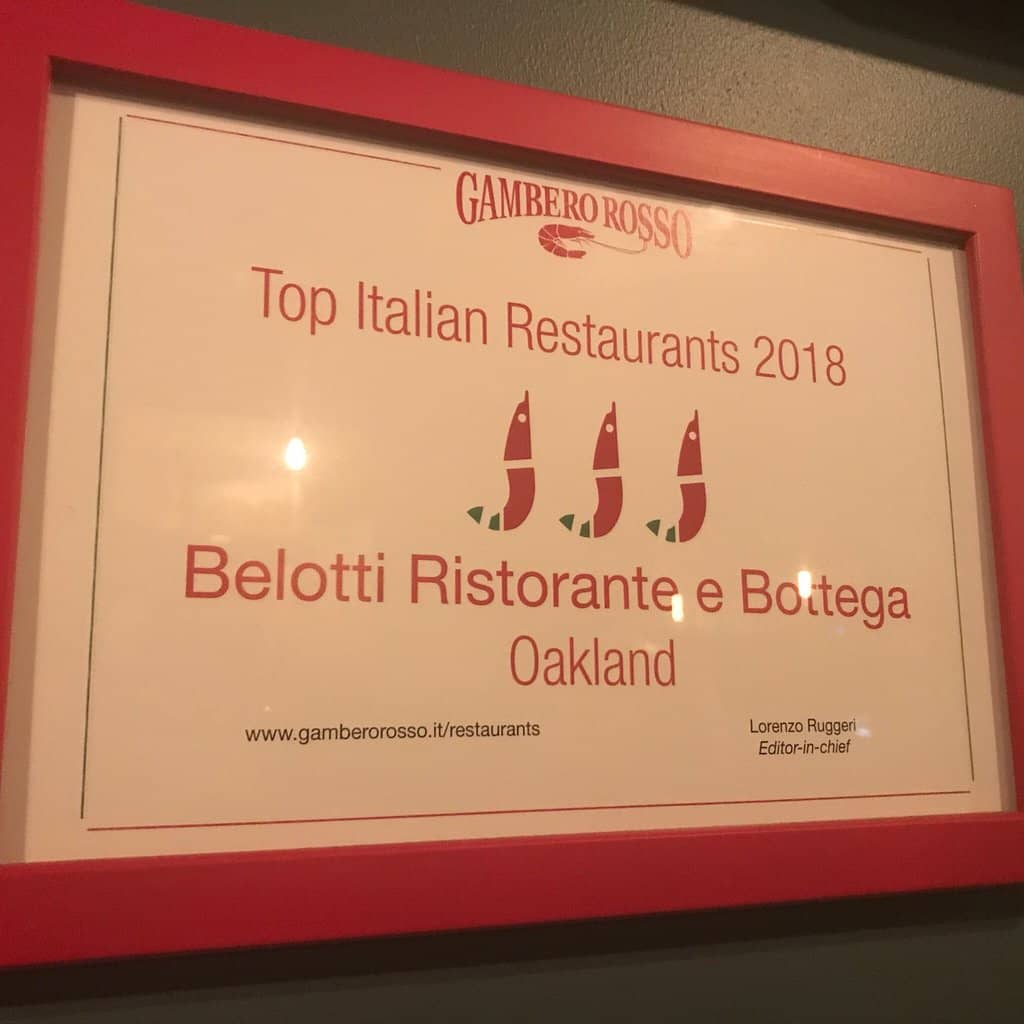 GAMBERO ROSSO
Top Italian Restaurants 2018
Belotti Ristorante e Bottega
Oakland
www.gamberorosso.it/restaurants
Lorenzo Ruggeri
Editor-in-chief